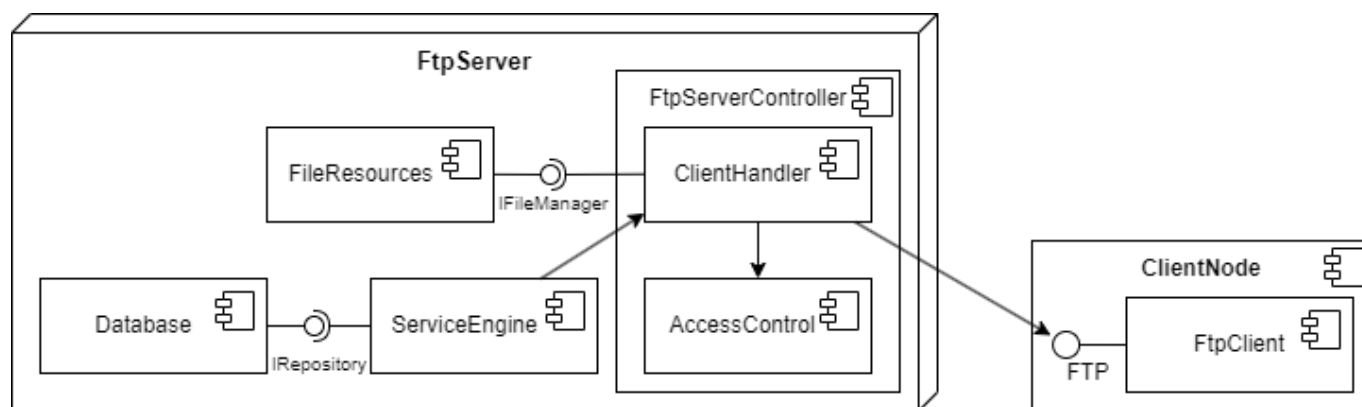 FtpServer
FtpServerController
FileResources
IFileManager
ClientHandler
Database
IRepository
ServiceEngine
AccessControl
ClientNode
FTP
FtpClient